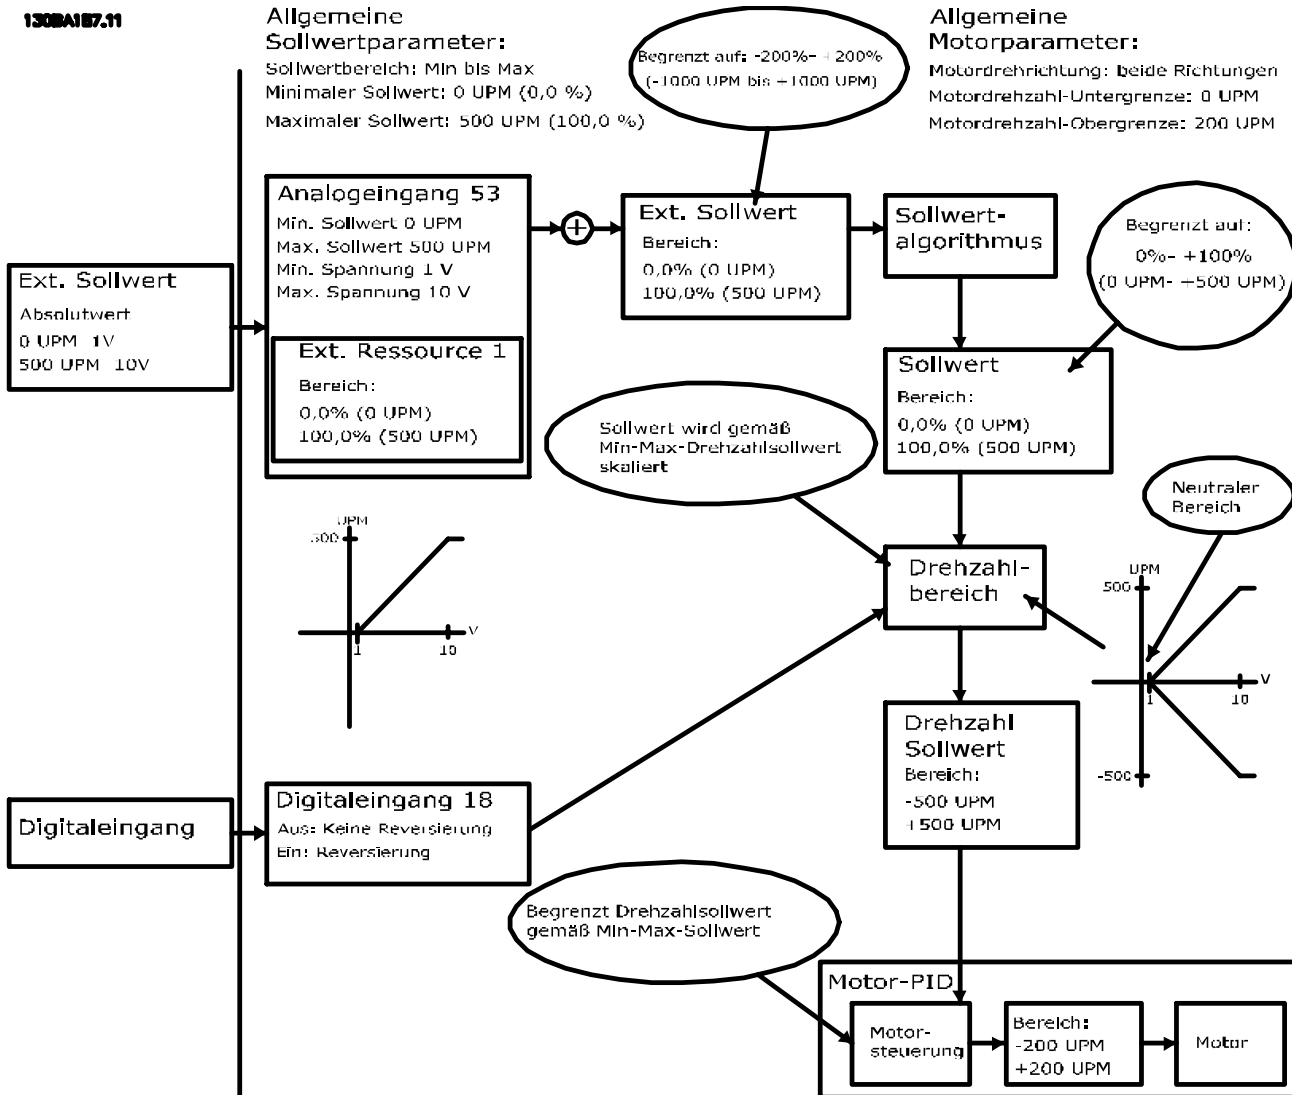 130BA187.11
Allgemeine
Sollwertparameter:
Sollwertbereich: Min bis Max
Minimaler Sollwert: 0 UPM (0,0 %)
Maximaler Sollwert: 500 UPM (100,0 %)
Begrenzt auf: -200%- +200%
(-1000 UPM bis +1000 UPM)
Allgemeine
Motorparameter:
Motordrehrichtung: beide Richtungen
Motordrehzahl-Untergrenze: 0 UPM
Motordrehzahl-Obergrenze: 200 UPM
Ext. Sollwert
Absolutwert
0 UPM 1V
500 UPM 10V
Analogeingang 53
Min. Sollwert 0 UPM
Max. Sollwert 500 UPM
Min. Spannung 1 V
Max. Spannung 10 V
Ext. Ressource 1
Bereich:
0,0% (0 UPM)
100,0% (500 UPM)
+
Ext. Sollwert
Bereich:
0,0% (0 UPM)
100,0% (500 UPM)
Sollwert-
algorithmus
Begrenzt auf:
0%- +100%
(0 UPM- +500 UPM)
Sollwert
Bereich:
0,0% (0 UPM)
100,0% (500 UPM)
Sollwert wird gemäß
Min-Max-Drehzahlsollwert
skaliert
Neutraler
Bereich
UPM
500
V
1
10
Drehzahl-
bereich
UPM
500
V
1
10
-500
Drehzahl
Sollwert
Bereich:
-500 UPM
+500 UPM
Digitaleingang
Digitaleingang 18
Aus: Keine Reversierung
Ein: Reversierung
Begrenzt Drehzahlsollwert
gemäß Min-Max-Sollwert
Motor-PID
Motor-
steuerung
Bereich:
-200 UPM
+200 UPM
Motor